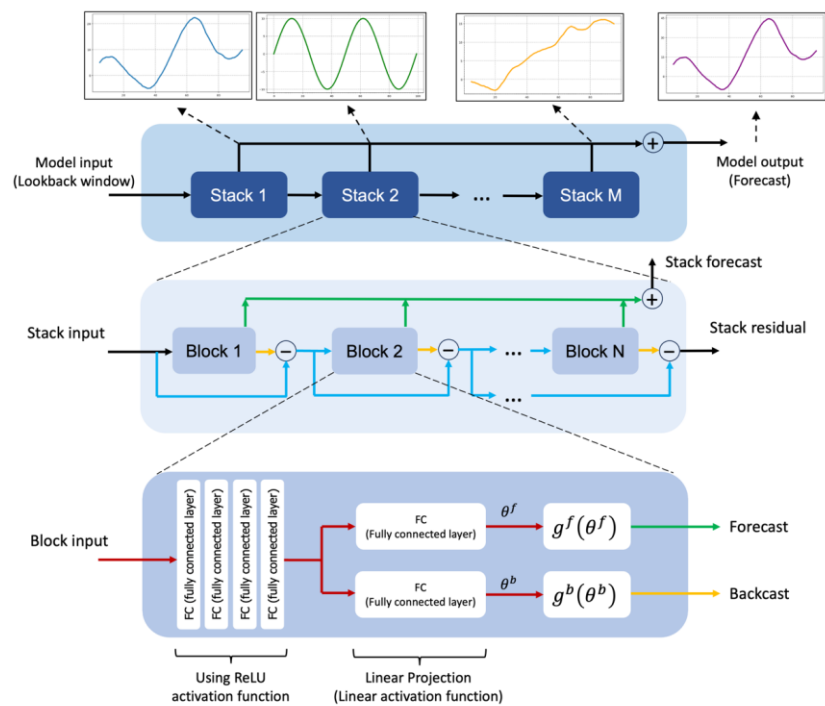 Model input
(Lookback window)
Stack 1
Stack 2
...
Stack M
+
Model output
(Forecast)
Stack forecast
+
Stack input
Block 1
−
Block 2
−
...
...
Block N
−
Stack residual
Block input
FC (fully connected layer)
FC (fully connected layer)
FC (fully connected layer)
FC (fully connected layer)
FC
(Fully connected layer)
θ^f
g^f(θ^f)
Forecast
FC
(Fully connected layer)
θ^b
g^b(θ^b)
Backcast
Using ReLU
activation function
Linear Projection
(Linear activation function)